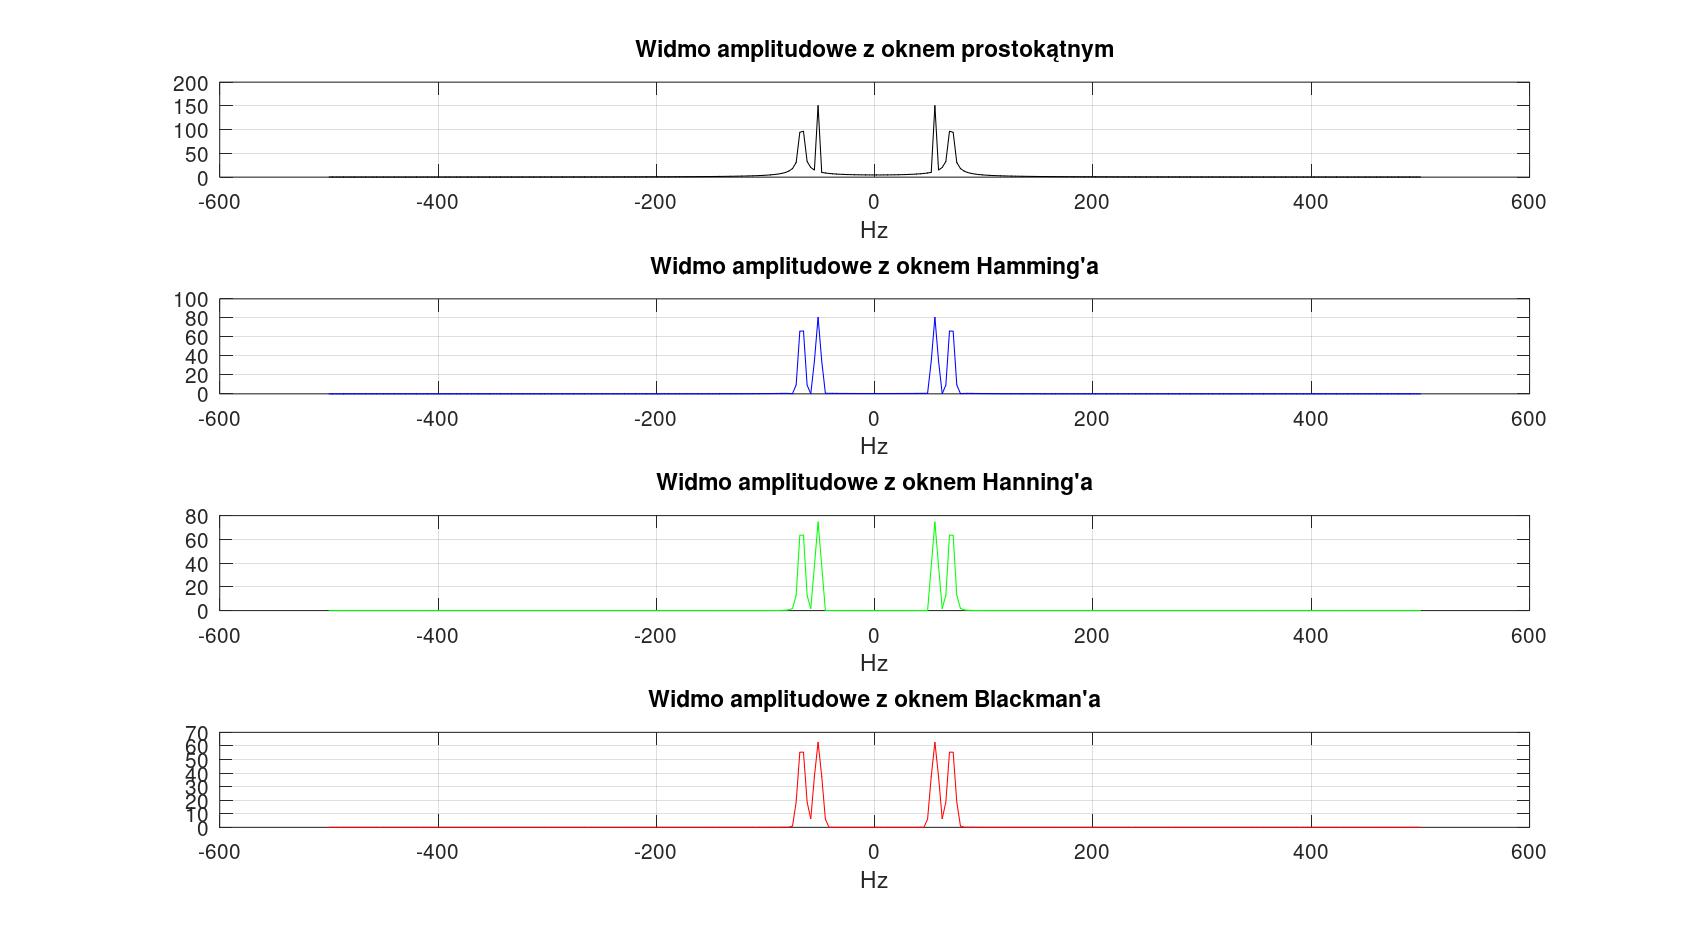 Widmo amplitudowe z oknem prostokątnym
200
150
100
50
0
-600 -400 -200 0 200 400 600
Hz
Widmo amplitudowe z oknem Hamming'a
100
80
60
40
20
0
-600 -400 -200 0 200 400 600
Hz
Widmo amplitudowe z oknem Hanning'a
80
60
40
20
0
-600 -400 -200 0 200 400 600
Hz
Widmo amplitudowe z oknem Blackman'a
70
60
50
40
30
20
10
0
-600 -400 -200 0 200 400 600
Hz